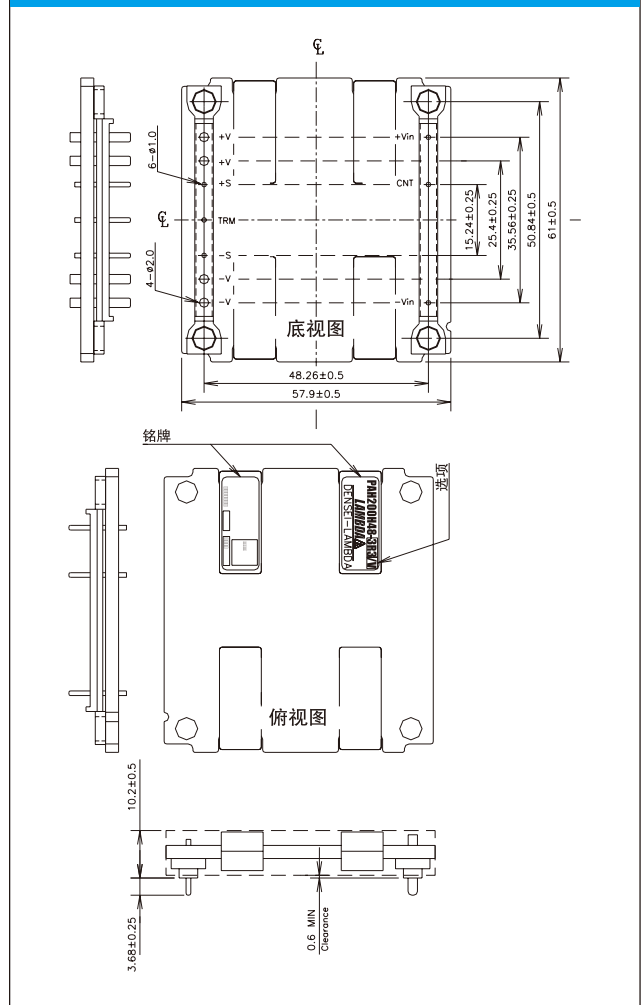 ℄
+V
+Vin
+V
+S
CNT
℄
TRM
-S
-V
-V
-Vin
6-ø1.0
4-ø2.0
15.24±0.25
25.4±0.25
35.56±0.25
50.84±0.25
61±0.5
底视图
48.26±0.5
57.9±0.5
铭牌
选项
PAH200H48-3R3/V
LAMBDA
DENSEI-LAMBDA
俯视图
10.2±0.5
3.68±0.25
0.6 MIN
Clearance